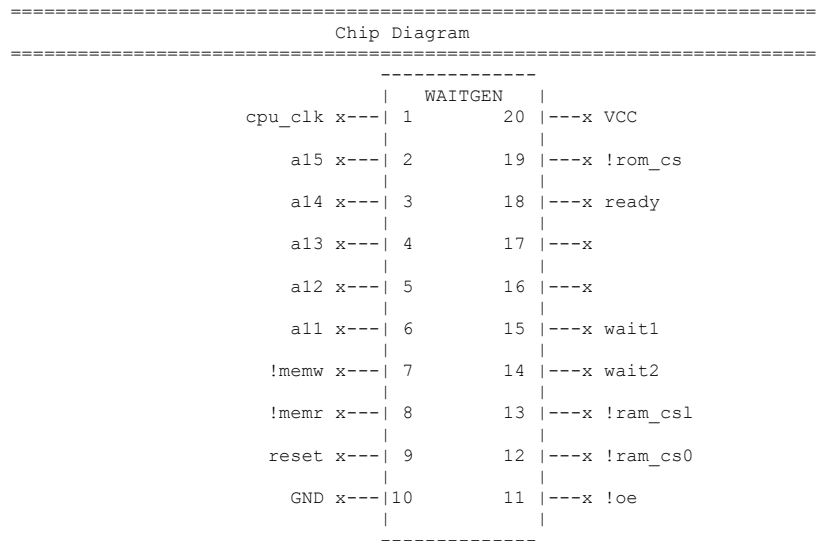 ========================================================================
Chip Diagram
========================================================================
--------------
| WAITGEN |
cpu_clk x---| 1 20 |---x VCC
| |
a15 x---| 2 19 |---x !rom_cs
| |
a14 x---| 3 18 |---x ready
| |
a13 x---| 4 17 |---x
| |
a12 x---| 5 16 |---x
| |
a11 x---| 6 15 |---x wait1
| |
!memw x---| 7 14 |---x wait2
| |
!memr x---| 8 13 |---x !ram_csl
| |
reset x---| 9 12 |---x !ram_cs0
| |
GND x---|10 11 |---x !oe
| |
--------------